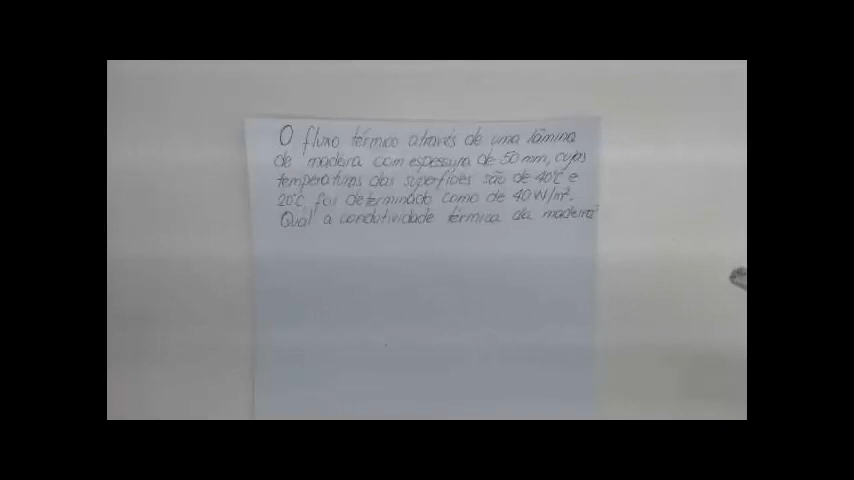 O fluxo térmico através de uma lâmina
de madeira com espessura de 50 mm, cujas
temperaturas das superfícies são de 40°C e
20°C, foi determinado como de 40 W/m².
Qual a condutividade térmica da madeira?